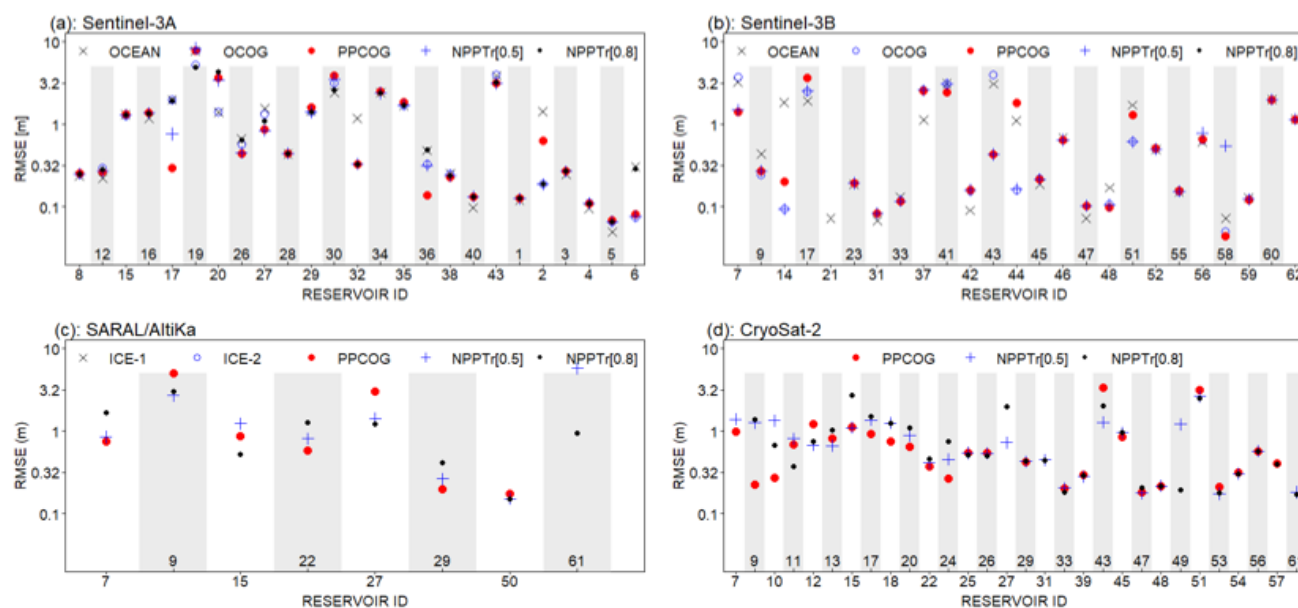 (a): Sentinel-3A
10
3.2
1
0.32
0.1
RMSE [m]
OCEAN OCOG PPCOG NPPTr[0.5] NPPTr[0.8]
12 16 19 26 28 30 34 36 40 1 3 5
8 15 17 20 27 29 32 35 38 43 2 4 6
RESERVOIR ID
(b): Sentinel-3B
10
3.2
1
0.32
0.1
RMSE (m)
OCEAN OCOG PPCOG NPPTr[0.5] NPPTr[0.8]
9 17 23 33 41 43 45 47 51 55 58 60
7 14 21 31 37 42 44 46 48 52 56 59 62
RESERVOIR ID
(c): SARAL/AltiKa
10
3.2
1
0.32
0.1
RMSE (m)
ICE-1 ICE-2 PPCOG NPPTr[0.5] NPPTr[0.8]
9 22 29 61
7 15 27 50
RESERVOIR ID
(d): CryoSat-2
10
3.2
1
0.32
0.1
RMSE (m)
PPCOG NPPTr[0.5] NPPTr[0.8]
9 11 13 17 20 24 26 29 33 43 47 49 53 56
7 10 12 15 18 22 25 27 31 39 45 48 51 54 57
RESERVOIR ID